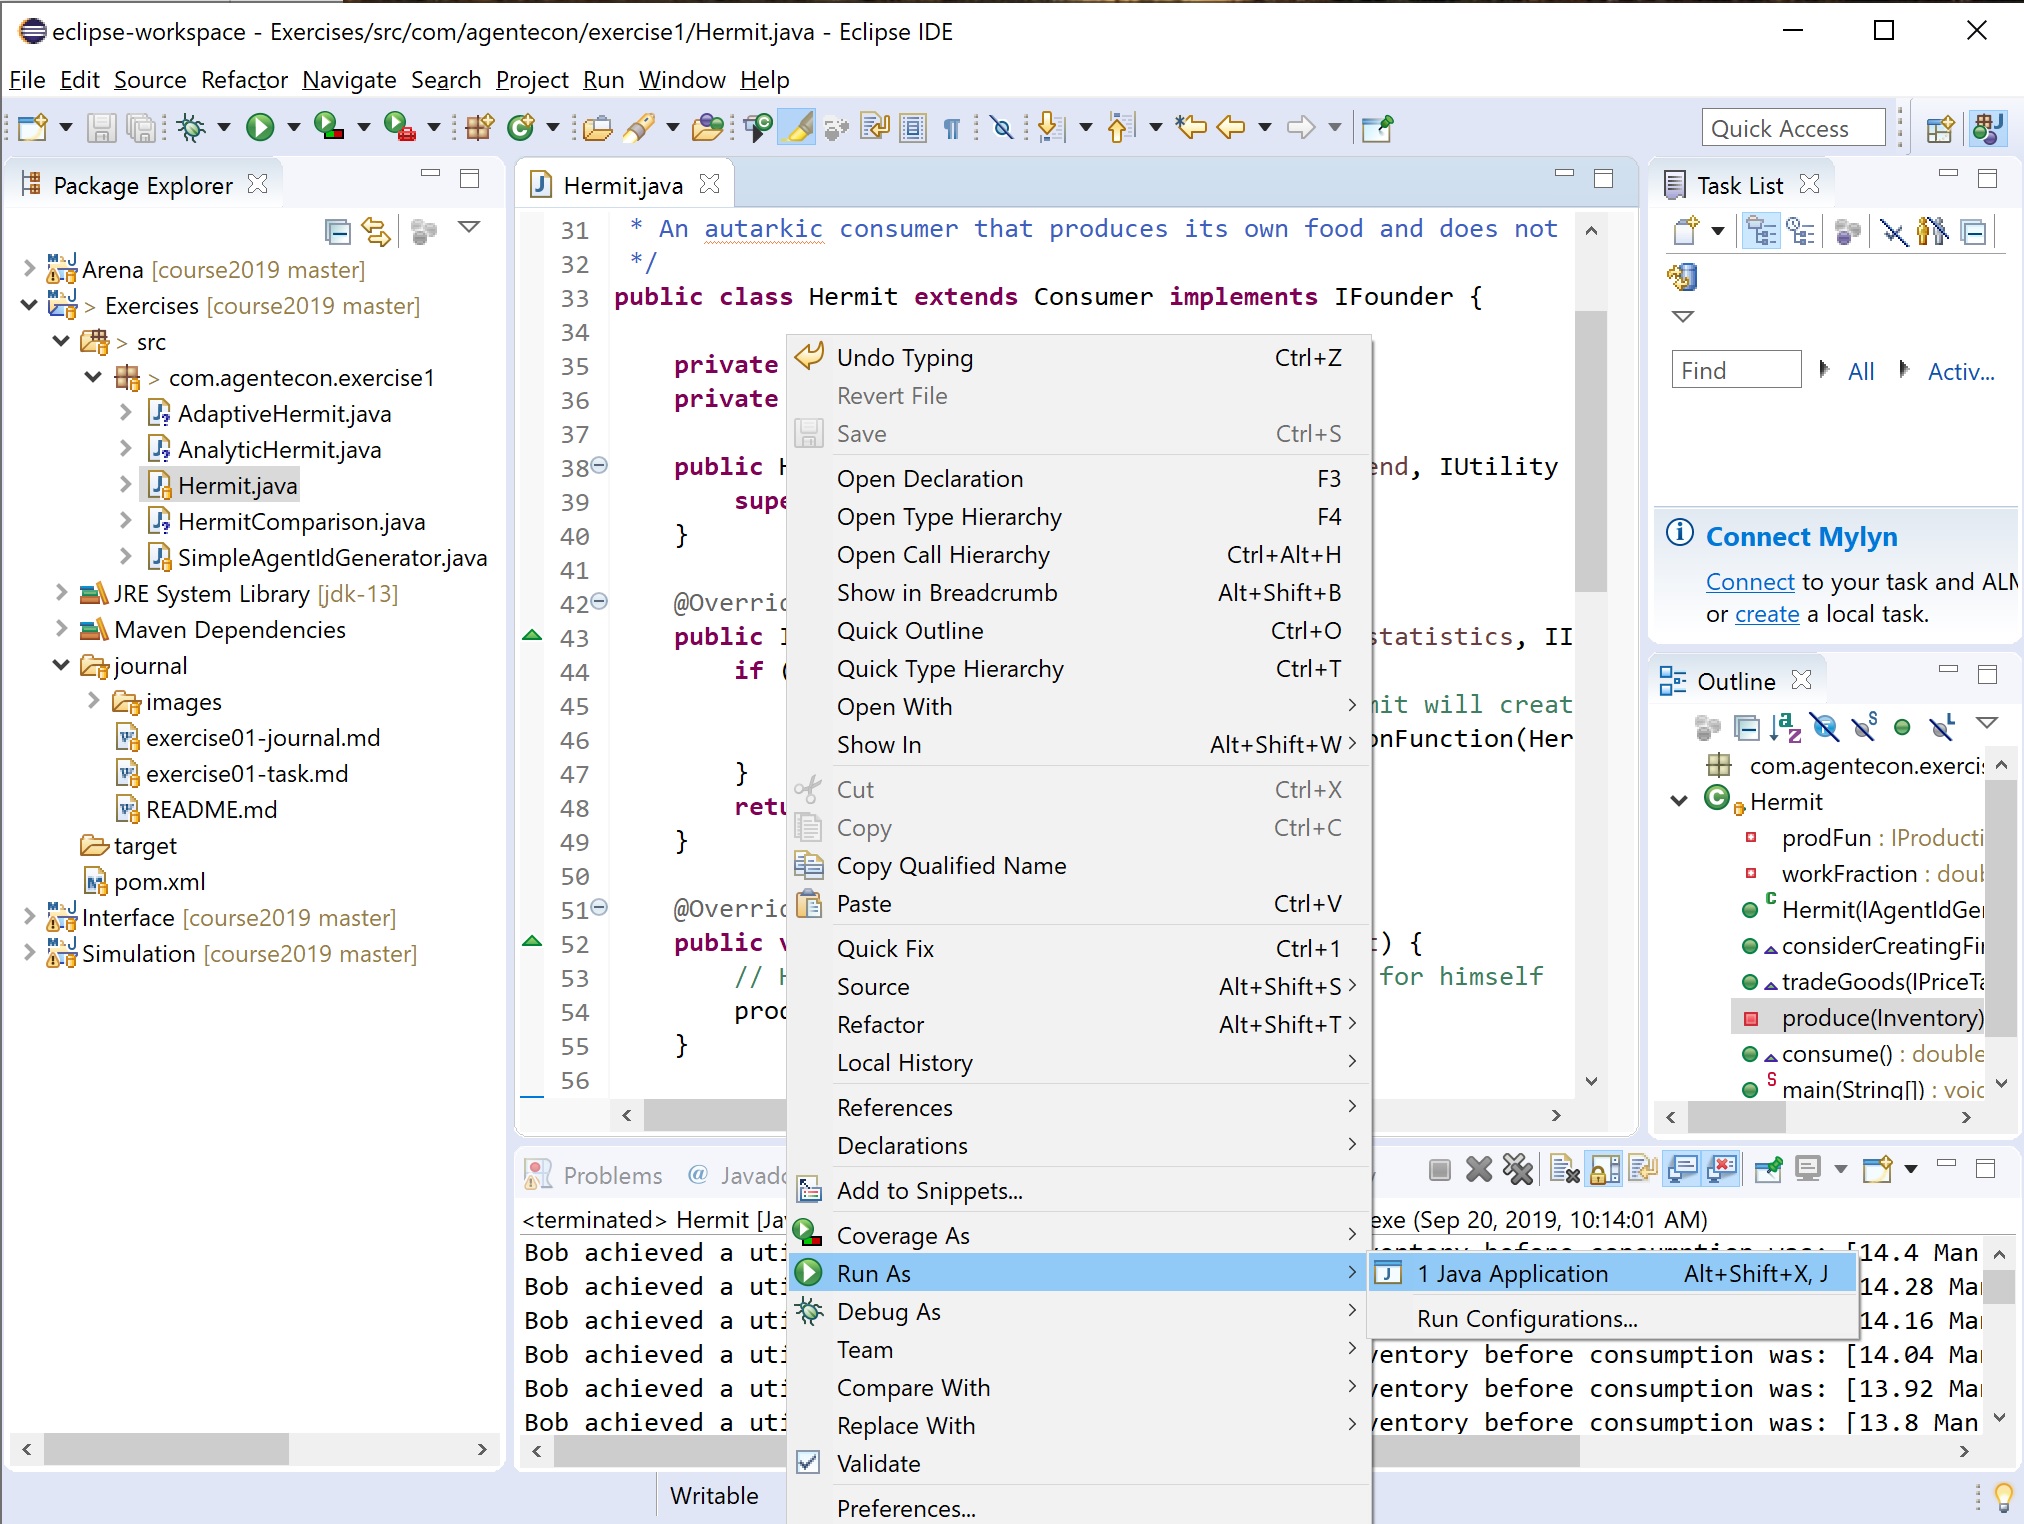 eclipse-workspace - Exercises/src/com/agentecon/exercise1/Hermit.java - Eclipse IDE
File Edit Source Refactor Navigate Search Project Run Window Help
Quick Access
Package Explorer
Arena [course2019 master]
> Exercises [course2019 master]
> src
> com.agentecon.exercise1
AdaptiveHermit.java
AnalyticHermit.java
Hermit.java
HermitComparison.java
SimpleAgentIdGenerator.java
JRE System Library [jdk-13]
Maven Dependencies
journal
images
exercise01-journal.md
exercise01-task.md
README.md
target
pom.xml
Interface [course2019 master]
Simulation [course2019 master]
Hermit.java
31 * An autarkic consumer that produces its own food and does not
32 */
33 public class Hermit extends Consumer implements IFounder {
34
35 private
36 private
37
38 public H end, IUtility
39 supe
40 }
41
42 @Overrid
43 public I statistics, II
44 if (
45 mit will creat
46 onFunction(Her
47 }
48 retu
49 }
50
51 @Overrid
52 public v t) {
53 // H for himself
54 prod
55 }
56
Undo Typing Ctrl+Z
Revert File
Save Ctrl+S
Open Declaration F3
Open Type Hierarchy F4
Open Call Hierarchy Ctrl+Alt+H
Show in Breadcrumb Alt+Shift+B
Quick Outline Ctrl+O
Quick Type Hierarchy Ctrl+T
Open With
Show In Alt+Shift+W
Cut Ctrl+X
Copy Ctrl+C
Copy Qualified Name
Paste Ctrl+V
Quick Fix Ctrl+1
Source Alt+Shift+S
Refactor Alt+Shift+T
Local History
References
Declarations
Add to Snippets...
Coverage As
Run As
Debug As
Team
Compare With
Replace With
Validate
Preferences...
1 Java Application Alt+Shift+X, J
Run Configurations...
Task List
Find All Activ...
Connect Mylyn
Connect to your task and ALM
or create a local task.
Outline
com.agentecon.exercis
Hermit
prodFun : IProducti
workFraction : doub
Hermit(IAgentIdGe
considerCreatingFi
tradeGoods(IPriceTa
produce(Inventory)
consume() : double
main(String[]) : void
Problems @ Javado
<terminated> Hermit [Ja exe (Sep 20, 2019, 10:14:01 AM)
Bob achieved a uti ventory before consumption was: [14.4 Man
Bob achieved a uti [14.28 Ma
Bob achieved a uti [14.16 Ma
Bob achieved a uti ventory before consumption was: [14.04 Ma
Bob achieved a uti ventory before consumption was: [13.92 Ma
Bob achieved a uti ventory before consumption was: [13.8 Man
Writable